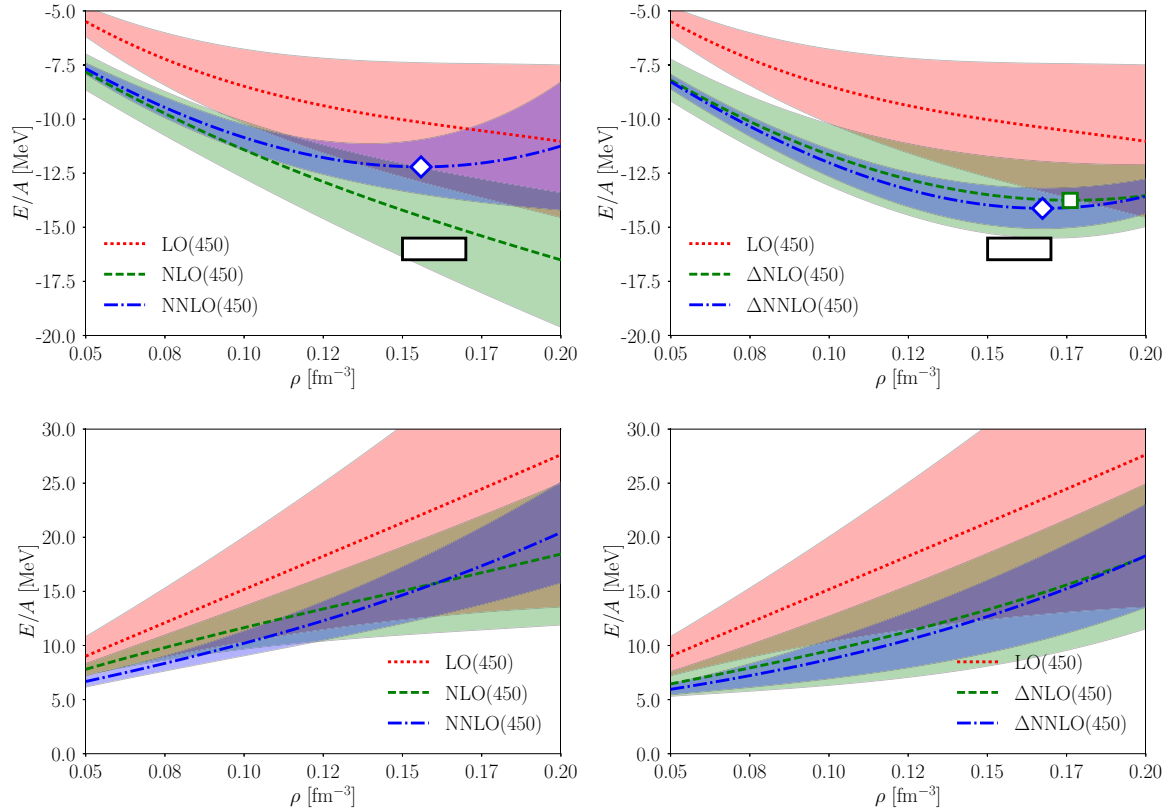 -5.0
-7.5
-10.0
-12.5
-15.0
-17.5
-20.0
E/A [MeV]
LO(450)
NLO(450)
NNLO(450)
0.05 0.08 0.10 0.12 0.15 0.17 0.20
ρ [fm⁻³]
-5.0
-7.5
-10.0
-12.5
-15.0
-17.5
-20.0
E/A [MeV]
LO(450)
ΔNLO(450)
ΔNNLO(450)
0.05 0.08 0.10 0.12 0.15 0.17 0.20
ρ [fm⁻³]
30.0
25.0
20.0
15.0
10.0
5.0
0.0
E/A [MeV]
LO(450)
NLO(450)
NNLO(450)
0.05 0.08 0.10 0.12 0.15 0.17 0.20
ρ [fm⁻³]
30.0
25.0
20.0
15.0
10.0
5.0
0.0
E/A [MeV]
LO(450)
ΔNLO(450)
ΔNNLO(450)
0.05 0.08 0.10 0.12 0.15 0.17 0.20
ρ [fm⁻³]